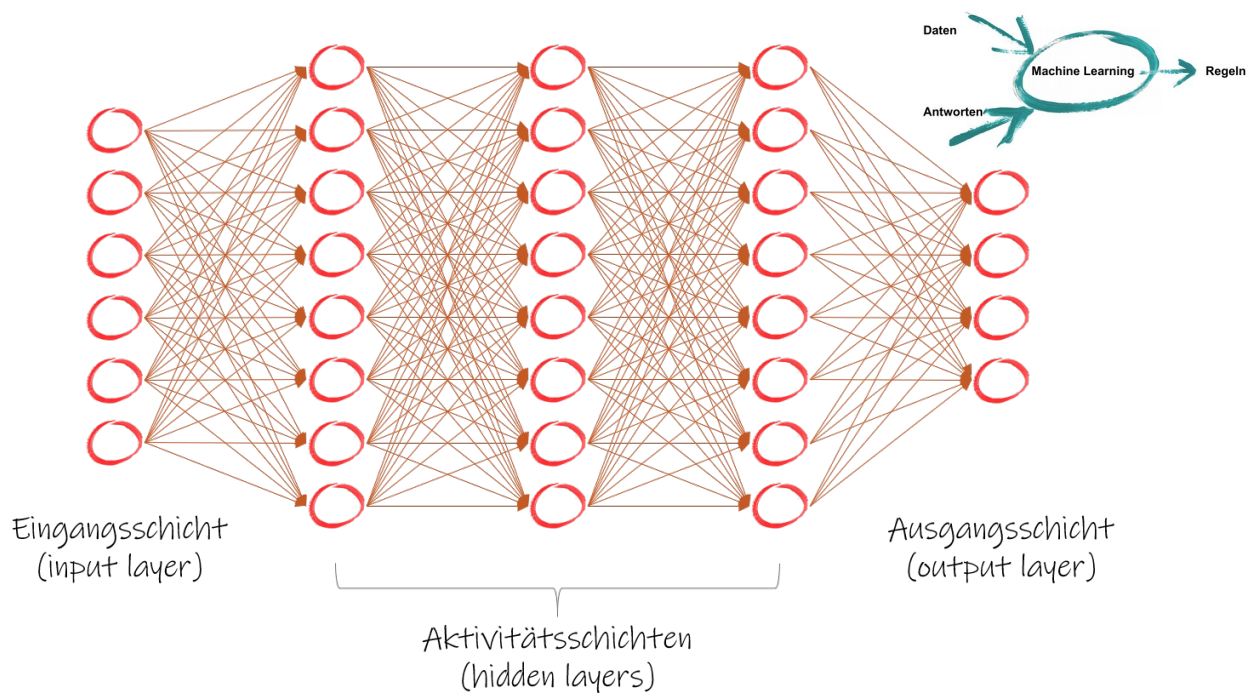 Daten
Machine Learning
Regeln
Antworten
Eingangsschicht
(input layer)
Ausgangsschicht
(output layer)
Aktivitätsschichten
(hidden layers)